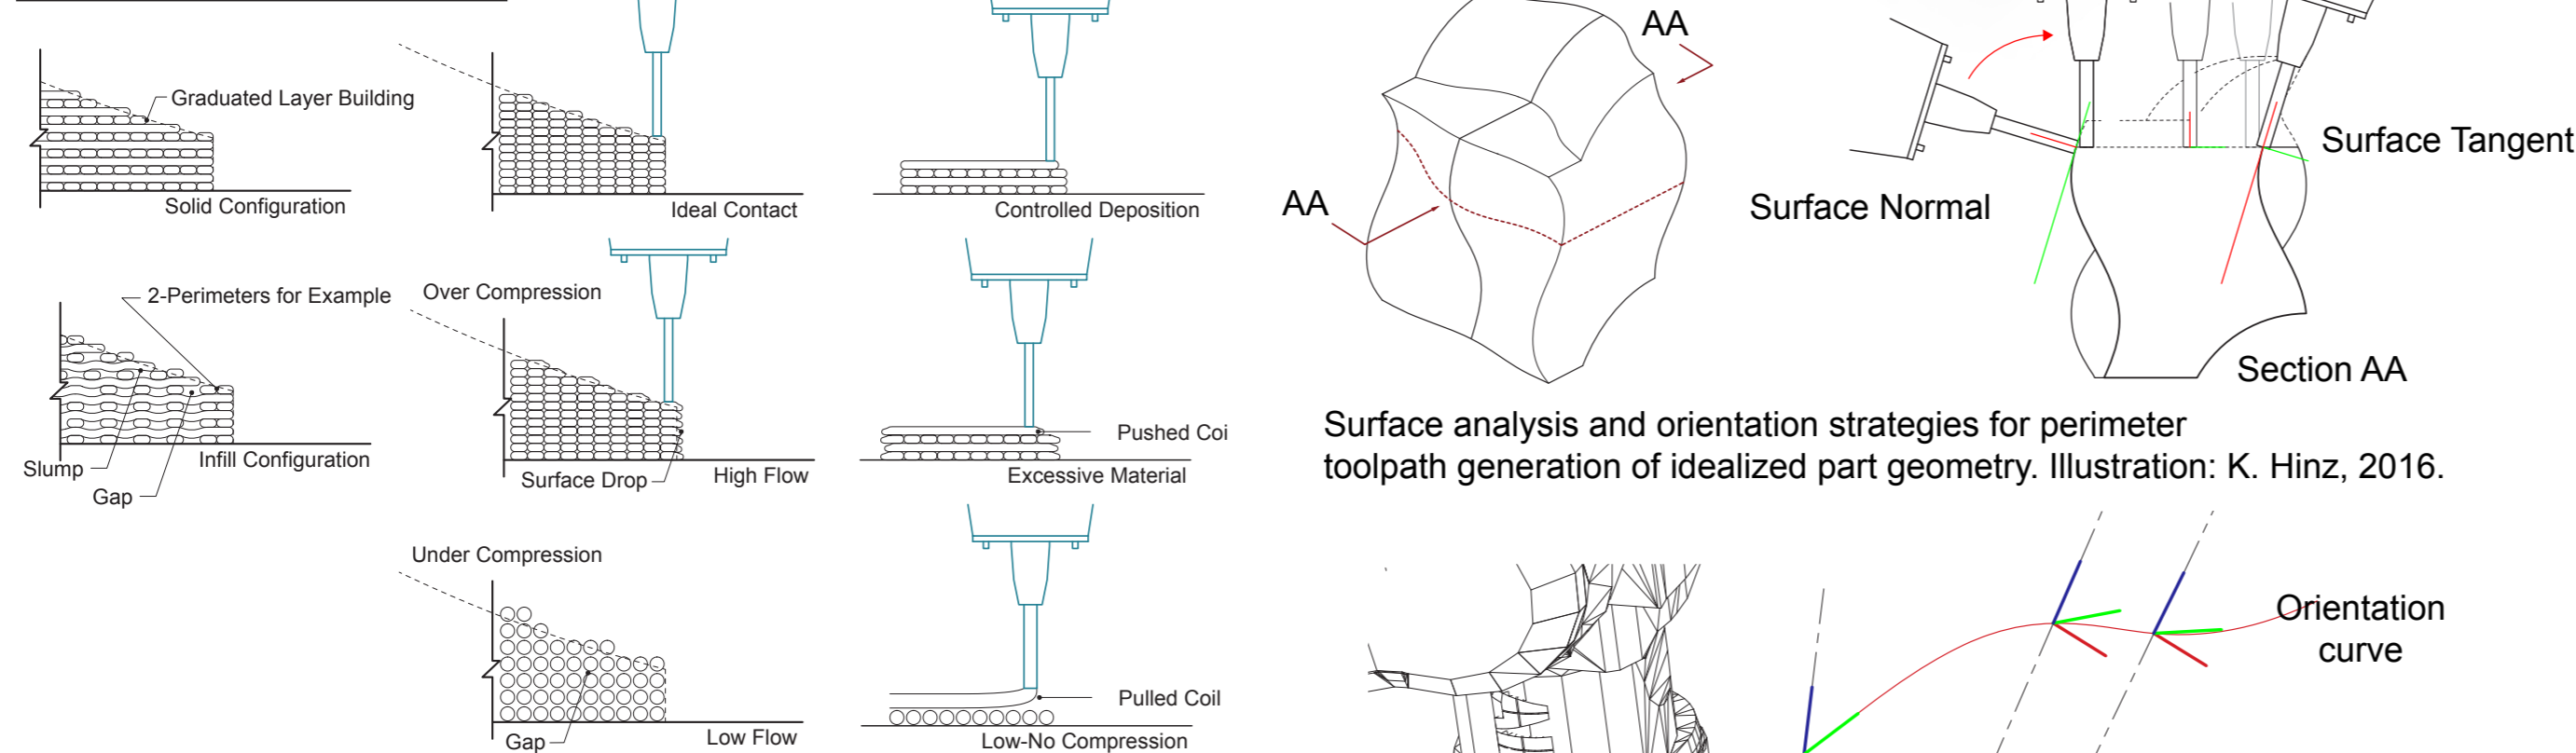 Graduated Layer Building
Solid Configuration
Ideal Contact
Controlled Deposition
2-Perimeters for Example
Slump
Gap
Infill Configuration
Over Compression
Surface Drop
High Flow
Pushed Coi
Excessive Material
Under Compression
Gap
Low Flow
Pulled Coil
Low-No Compression
AA
AA
Surface Normal
Surface Tangent
Section AA
Surface analysis and orientation strategies for perimeter
toolpath generation of idealized part geometry. Illustration: K. Hinz, 2016.
Orientation
curve